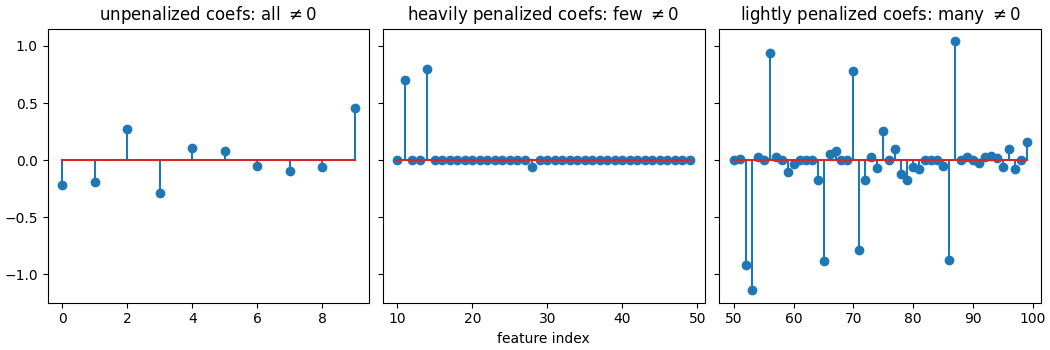 unpenalized coefs: all ≠0
heavily penalized coefs: few ≠0
lightly penalized coefs: many ≠0
1.0
0.5
0.0
−0.5
−1.0
0 2 4 6 8
10 20 30 40 50
50 60 70 80 90 100
feature index